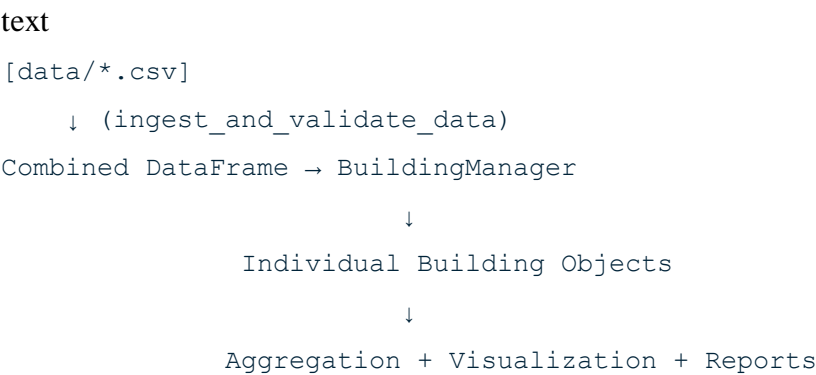 text
[data/*.csv]
↓ (ingest_and_validate_data)
Combined DataFrame → BuildingManager
↓
Individual Building Objects
↓
Aggregation + Visualization + Reports